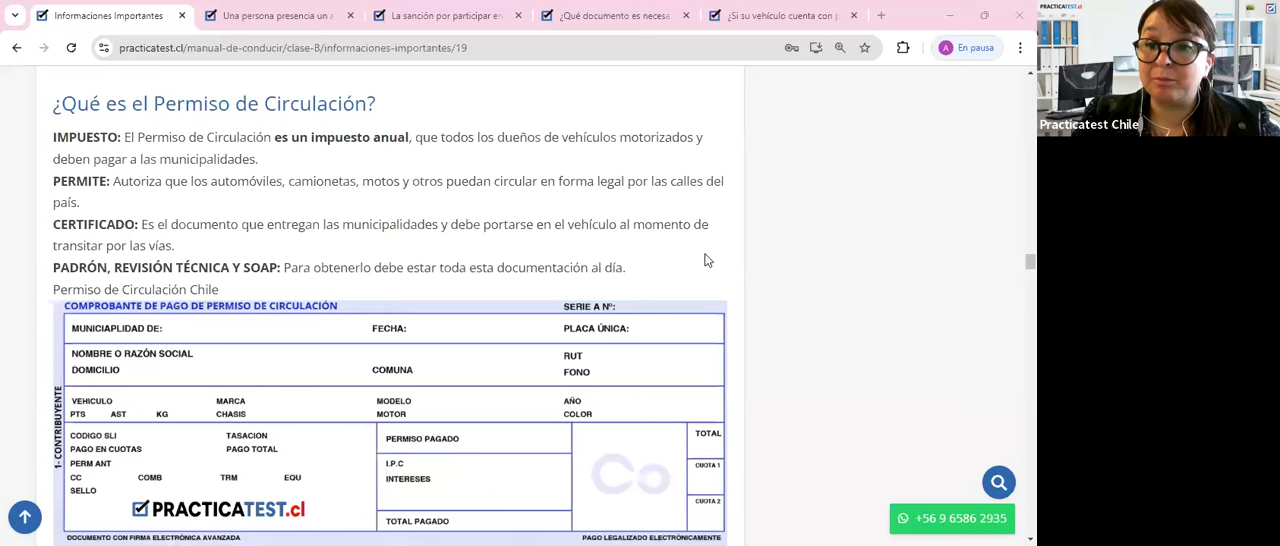 Informaciones Importantes
Una persona presencia un a
La sanción por participar en
¿Qué documento es necesa
¿Si su vehículo cuenta con p
practicatest.cl/manual-de-conducir/clase-B/informaciones-importantes/19
A En pausa
PRACTICATEST.cl
Practicatest Chile
¿Qué es el Permiso de Circulación?
IMPUESTO: El Permiso de Circulación es un impuesto anual, que todos los dueños de vehículos motorizados y
deben pagar a las municipalidades.
PERMITE: Autoriza que los automóviles, camionetas, motos y otros puedan circular en forma legal por las calles del
país.
CERTIFICADO: Es el documento que entregan las municipalidades y debe portarse en el vehículo al momento de
transitar por las vías.
PADRÓN, REVISIÓN TÉCNICA Y SOAP: Para obtenerlo debe estar toda esta documentación al día.
Permiso de Circulación Chile
COMPROBANTE DE PAGO DE PERMISO DE CIRCULACIÓN SERIE A Nº:
MUNICIAPLIDAD DE: FECHA: PLACA ÚNICA:
NOMBRE O RAZÓN SOCIAL RUT
DOMICILIO COMUNA FONO
VEHICULO MARCA MODELO AÑO
PTS AST KG CHASIS MOTOR COLOR
1- CONTRIBUYENTE
CODIGO SLI TASACION PERMISO PAGADO TOTAL
PAGO EN CUOTAS PAGO TOTAL
PERM ANT I.P.C CUOTA 1
CC COMB TRM EQU INTERESES
SELLO CUOTA 2
PRACTICATEST.cl
TOTAL PAGADO
DOCUMENTO CON FIRMA ELECTRÓNICA AVANZADA PAGO LEGALIZADO ELECTRÓNICAMENTE
Co
+56 9 6586 2935